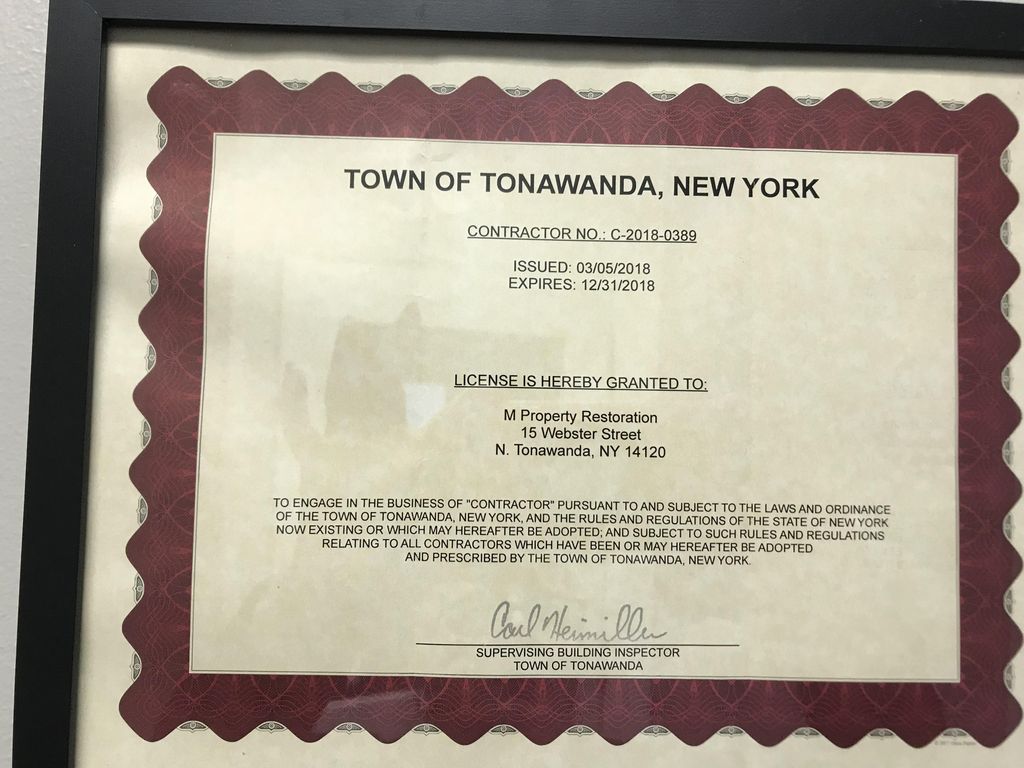 TOWN OF TONAWANDA, NEW YORK
CONTRACTOR NO.: C-2018-0389
ISSUED: 03/05/2018
EXPIRES: 12/31/2018
LICENSE IS HEREBY GRANTED TO:
M Property Restoration
15 Webster Street
N. Tonawanda, NY 14120
TO ENGAGE IN THE BUSINESS OF "CONTRACTOR" PURSUANT TO AND SUBJECT TO THE LAWS AND ORDINANCE
OF THE TOWN OF TONAWANDA, NEW YORK, AND THE RULES AND REGULATIONS OF THE STATE OF NEW YORK
NOW EXISTING OR WHICH MAY HEREAFTER BE ADOPTED; AND SUBJECT TO SUCH RULES AND REGULATIONS
RELATING TO ALL CONTRACTORS WHICH HAVE BEEN OR MAY HEREAFTER BE ADOPTED
AND PRESCRIBED BY THE TOWN OF TONAWANDA, NEW YORK.
Carl Heimiller
SUPERVISING BUILDING INSPECTOR
TOWN OF TONAWANDA